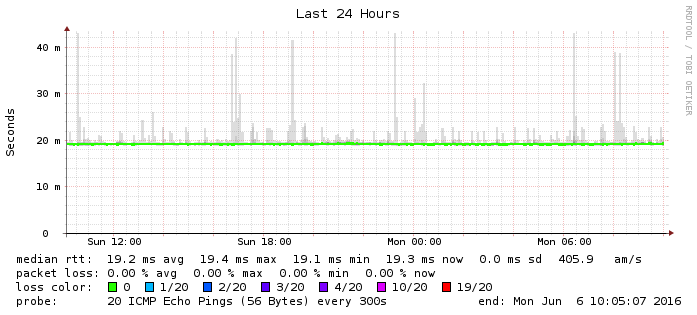 Last 24 Hours
RRDTOOL / TOBI OETIKER
Seconds
40 m
30 m
20 m
10 m
0
Sun 12:00 Sun 18:00 Mon 00:00 Mon 06:00
median rtt: 19.2 ms avg 19.4 ms max 19.1 ms min 19.3 ms now 0.0 ms sd 405.9 am/s
packet loss: 0.00 % avg 0.00 % max 0.00 % min 0.00 % now
loss color: 0 1/20 2/20 3/20 4/20 10/20 19/20
probe: 20 ICMP Echo Pings (56 Bytes) every 300s end: Mon Jun 6 10:05:07 2016